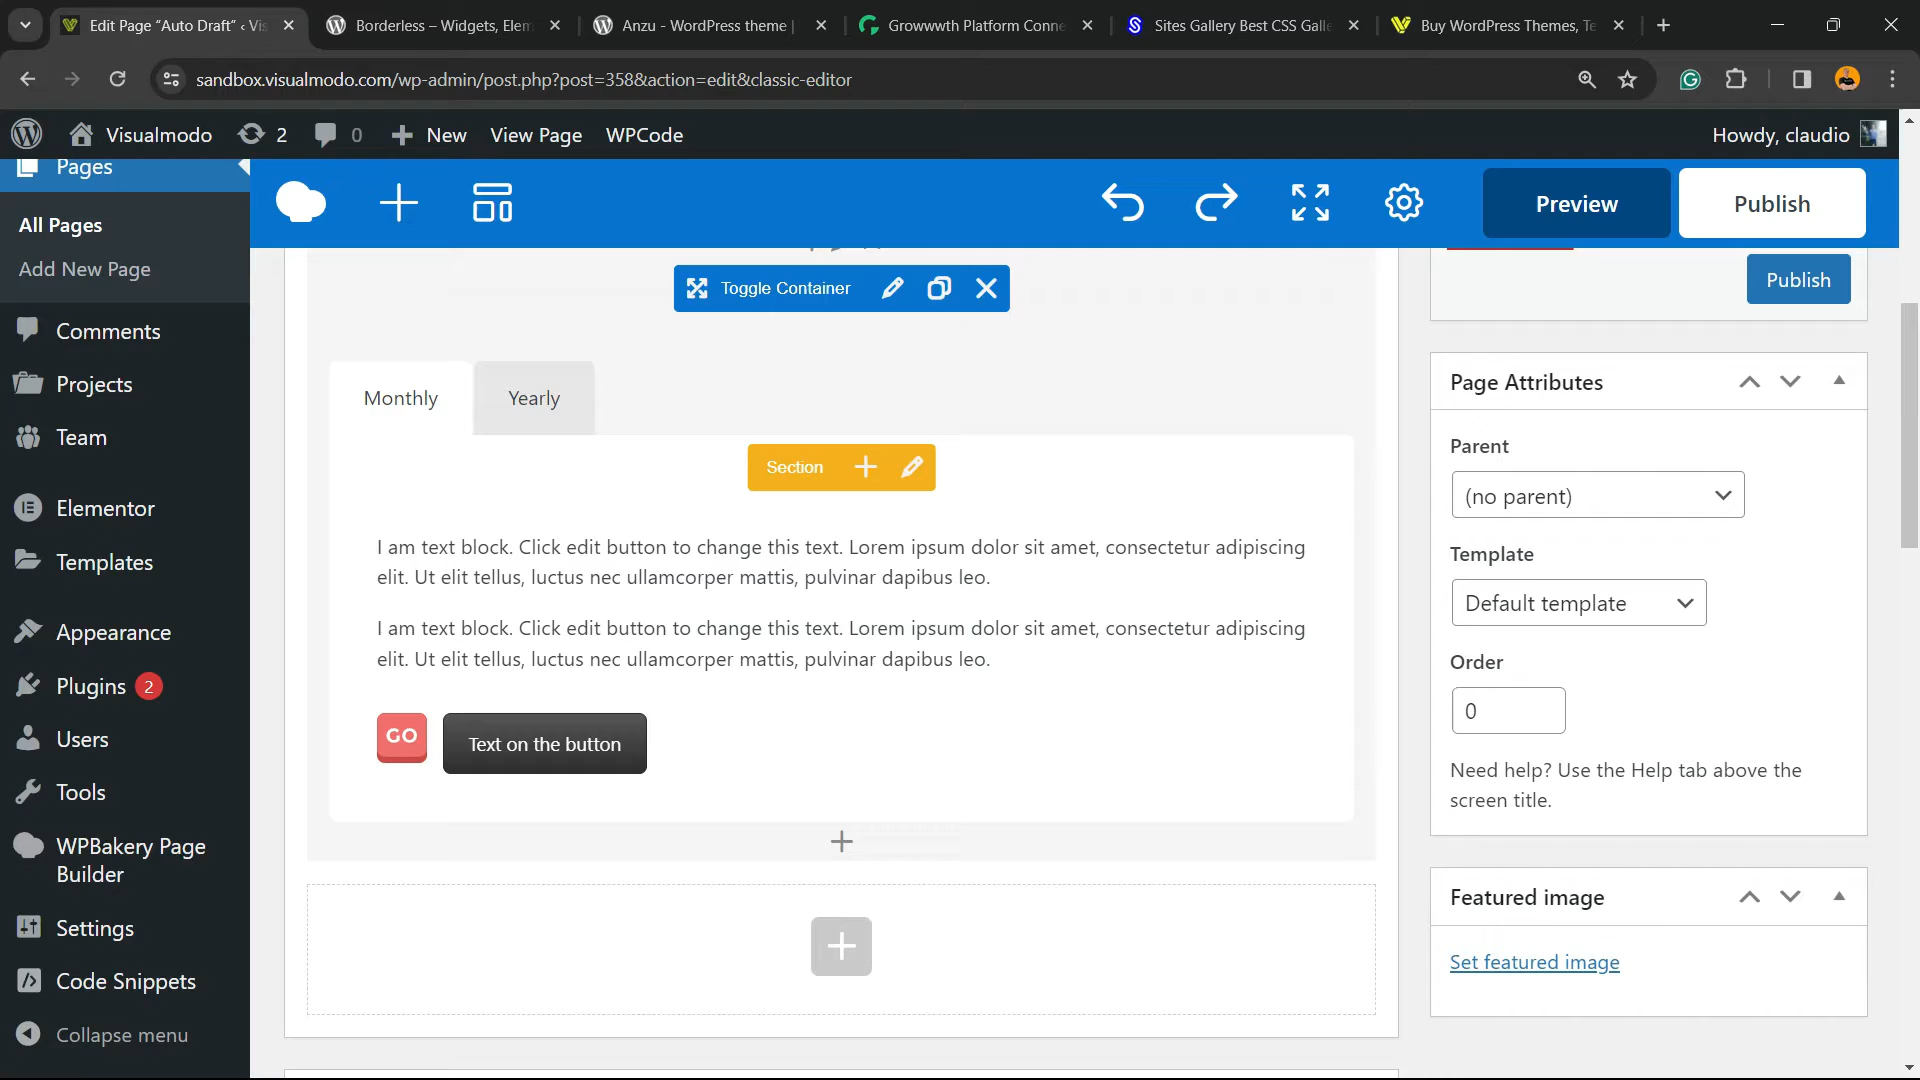 Edit Page “Auto Draft” ‹ Vis
Borderless – Widgets, Elem
Anzu - WordPress theme |
Growwwth Platform Conne
Sites Gallery Best CSS Galle
Buy WordPress Themes, Te
sandbox.visualmodo.com/wp-admin/post.php?post=358&action=edit&classic-editor
Visualmodo
2
0
New
View Page
WPCode
Howdy, claudio
Pages
All Pages
Add New Page
Comments
Projects
Team
Elementor
Templates
Appearance
Plugins 2
Users
Tools
WPBakery Page
Builder
Settings
Code Snippets
Collapse menu
Preview
Publish
Toggle Container
Monthly
Yearly
Section
I am text block. Click edit button to change this text. Lorem ipsum dolor sit amet, consectetur adipiscing
elit. Ut elit tellus, luctus nec ullamcorper mattis, pulvinar dapibus leo.
I am text block. Click edit button to change this text. Lorem ipsum dolor sit amet, consectetur adipiscing
elit. Ut elit tellus, luctus nec ullamcorper mattis, pulvinar dapibus leo.
GO
Text on the button
Publish
Page Attributes
Parent
(no parent)
Template
Default template
Order
0
Need help? Use the Help tab above the
screen title.
Featured image
Set featured image